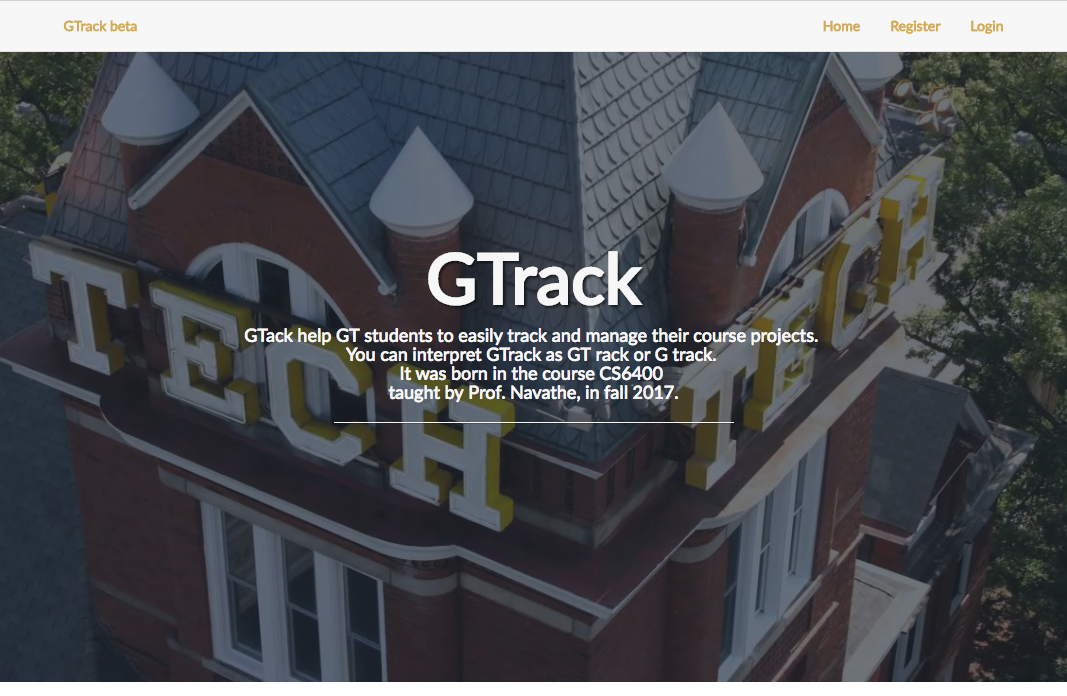 GTrack beta
Home Register Login
GTrack
GTack help GT students to easily track and manage their course projects.
You can interpret GTrack as GT rack or G track.
It was born in the course CS6400
taught by Prof. Navathe, in fall 2017.
TECH TECH